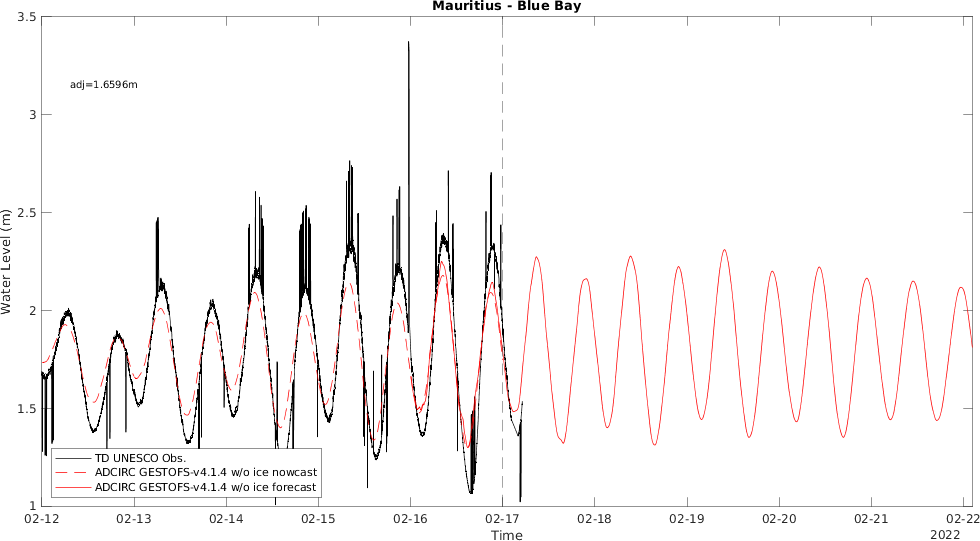 Mauritius - Blue Bay
adj=1.6596m
Water Level (m)
3.5
3
2.5
2
1.5
1
TD UNESCO Obs.
ADCIRC GESTOFS-v4.1.4 w/o ice nowcast
ADCIRC GESTOFS-v4.1.4 w/o ice forecast
02-12 02-13 02-14 02-15 02-16 02-17 02-18 02-19 02-20 02-21 02-22
Time
2022